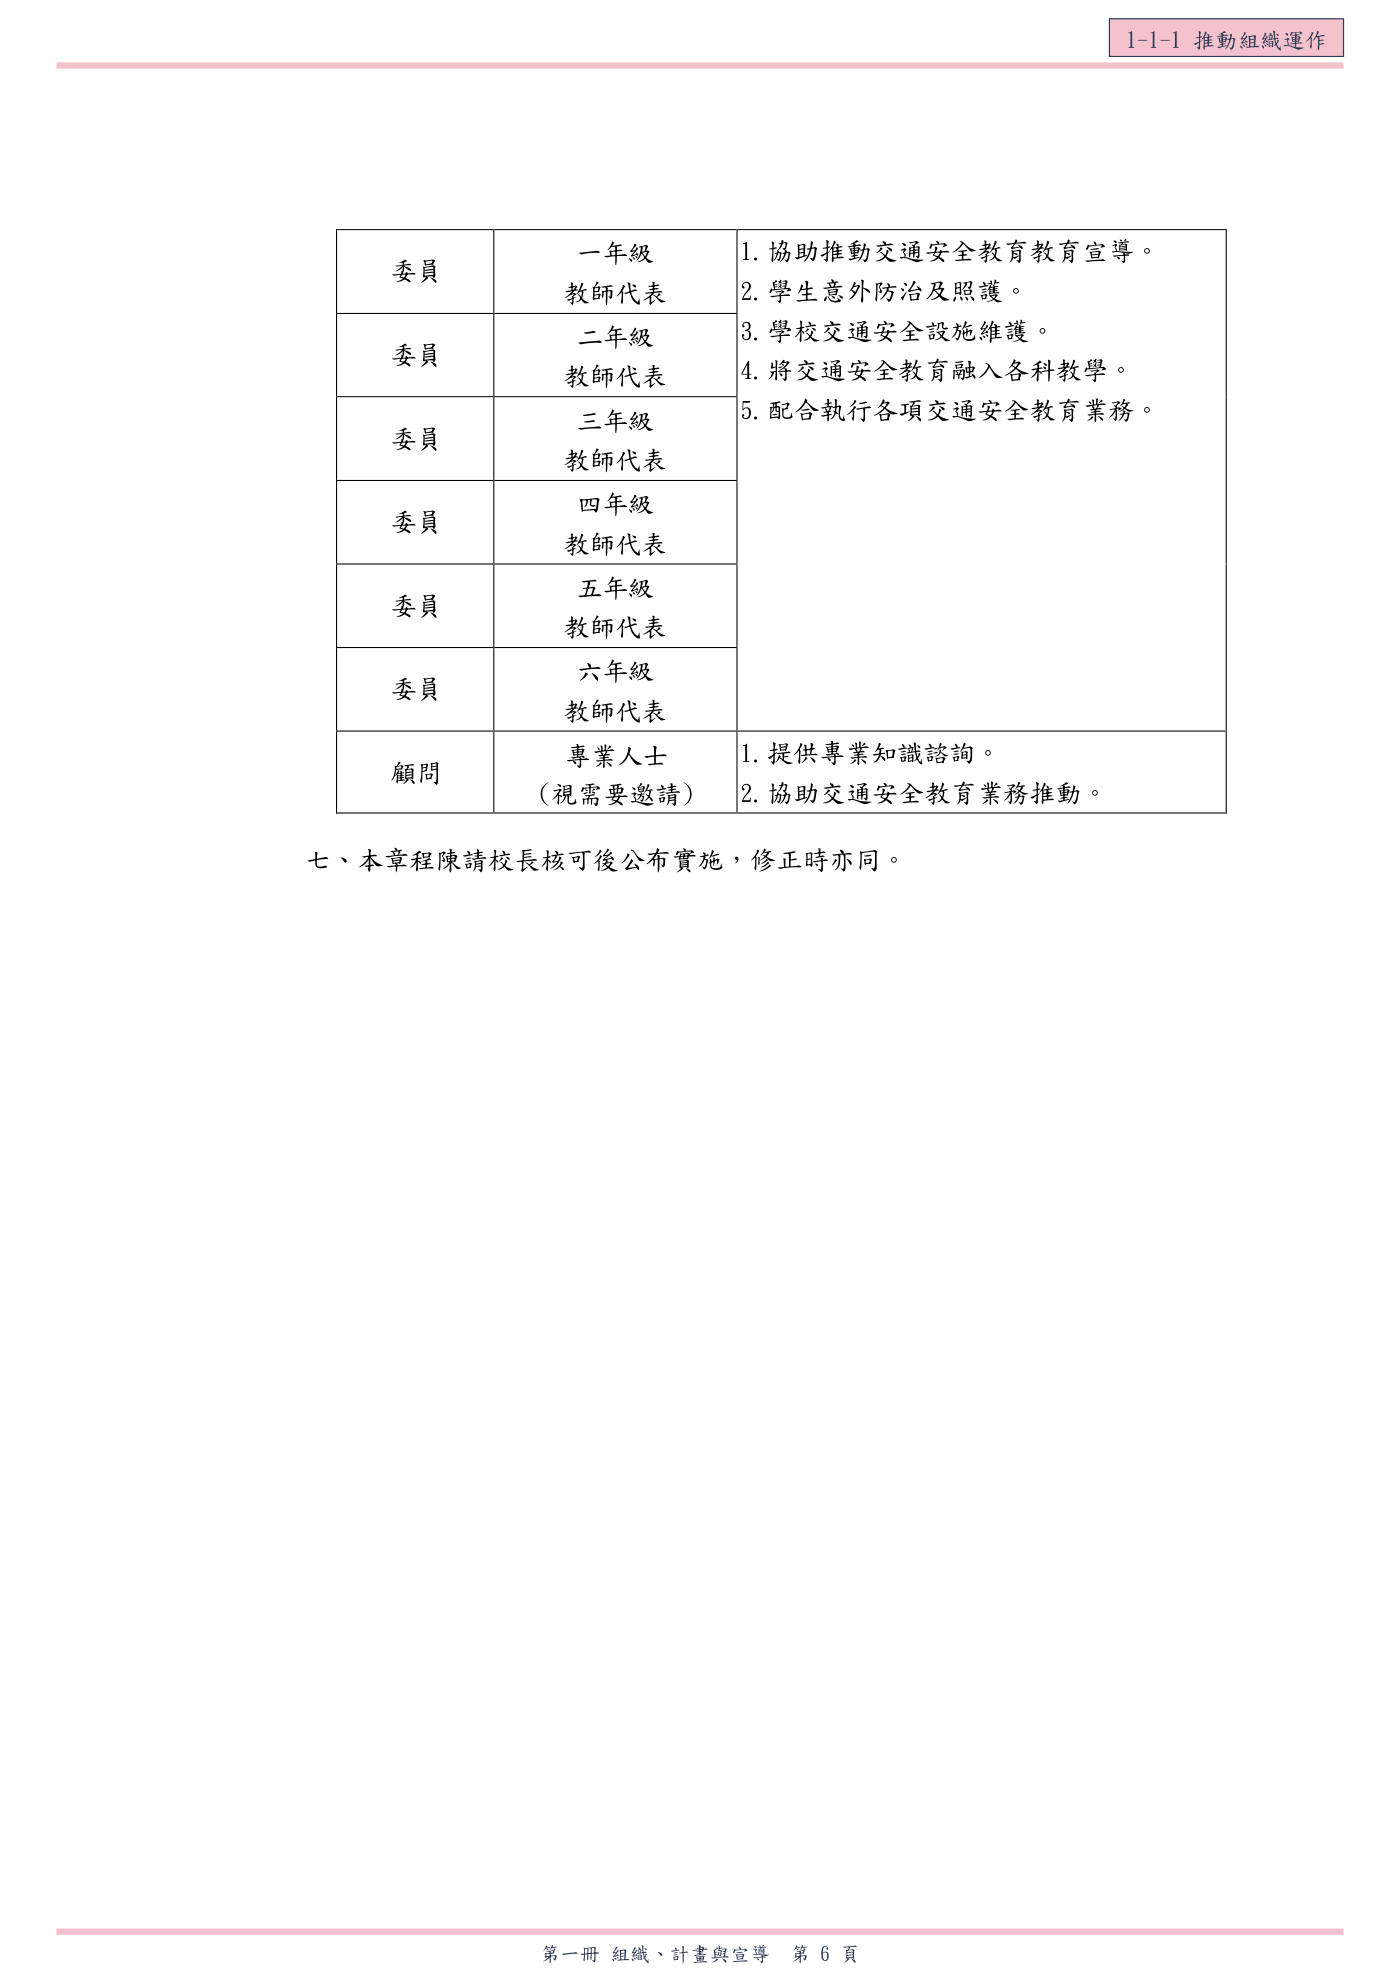 1-1-1 推動組織運作
委員
一年級
教師代表
1. 協助推動交通安全教育教育宣導。
2. 學生意外防治及照護。
3. 學校交通安全設施維護。
4. 將交通安全教育融入各科教學。
5. 配合執行各項交通安全教育業務。
委員
二年級
教師代表
委員
三年級
教師代表
委員
四年級
教師代表
委員
五年級
教師代表
委員
六年級
教師代表
顧問
專業人士
（視需要邀請）
1. 提供專業知識諮詢。
2. 協助交通安全教育業務推動。
七、本章程陳請校長核可後公布實施，修正時亦同。
第一冊 組織、計畫與宣導 第 6 頁